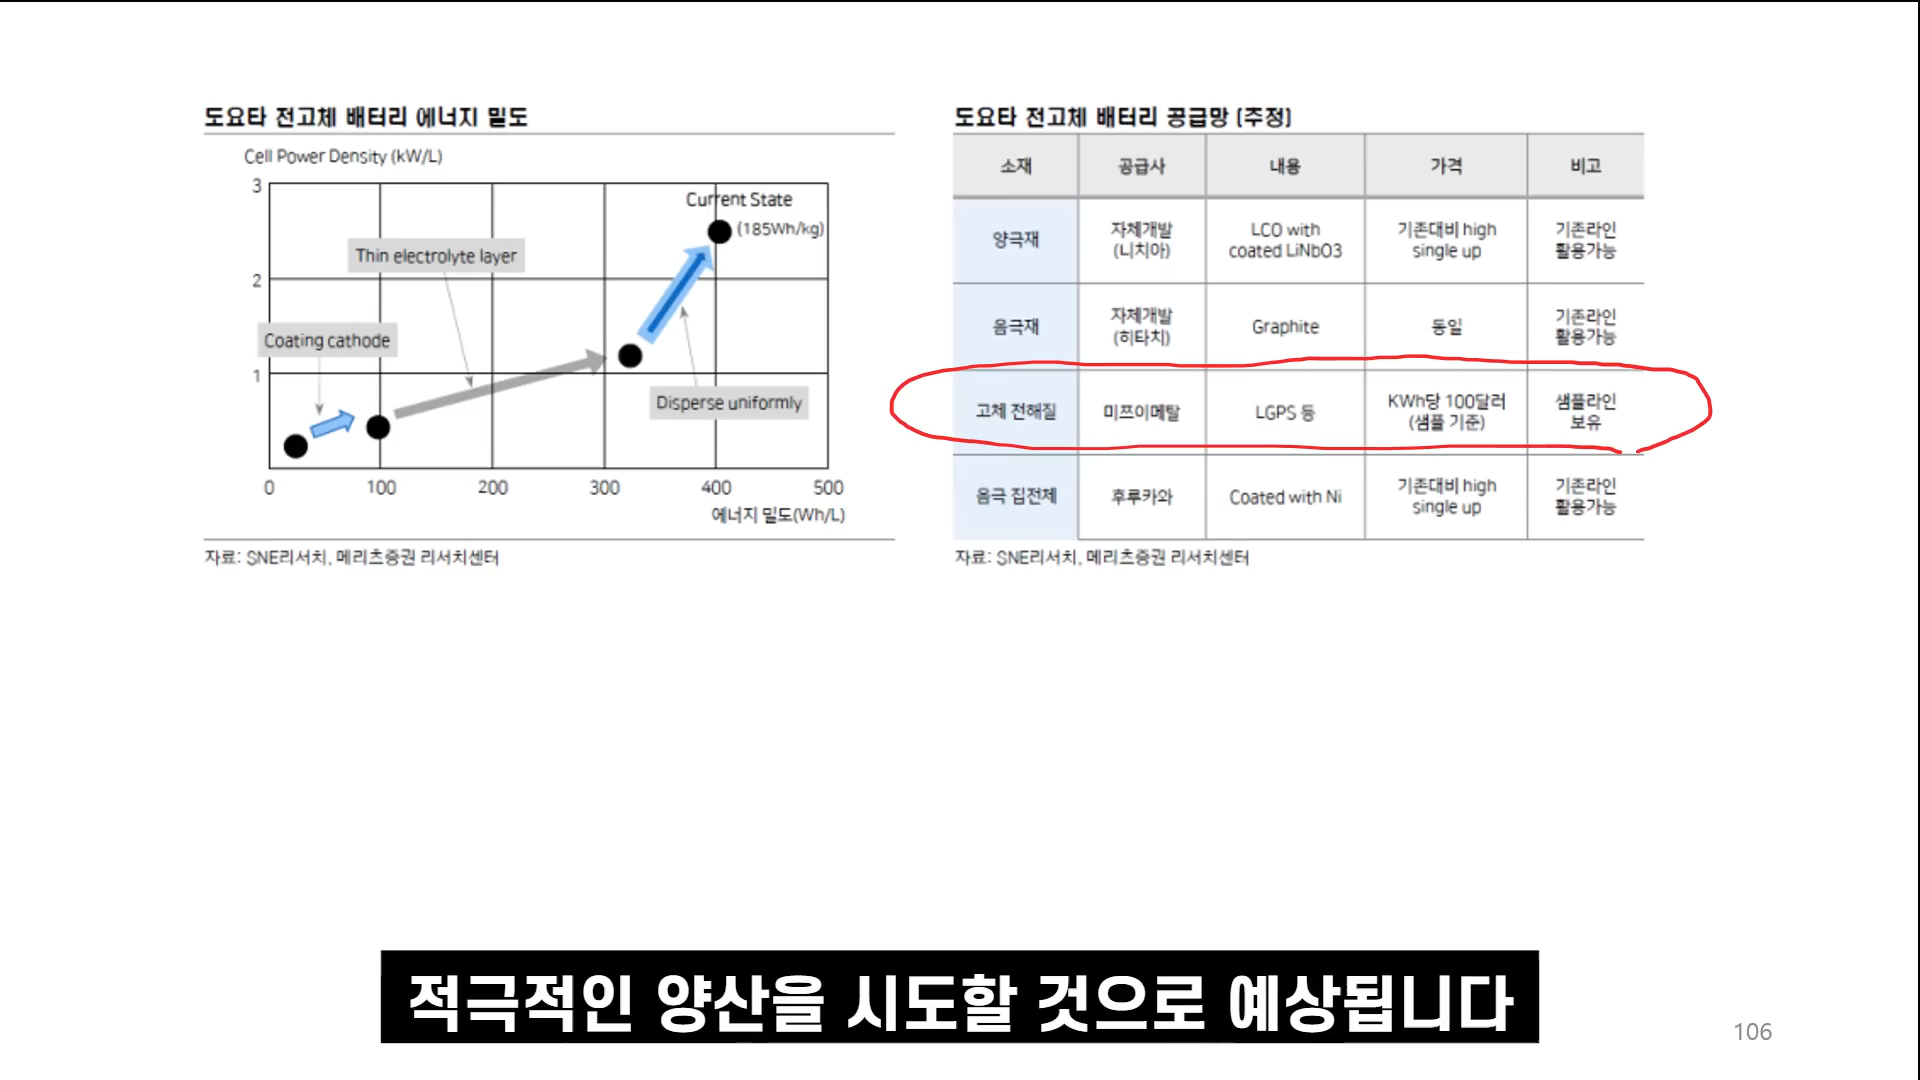 도요타 전고체 배터리 에너지 밀도
Cell Power Density (kW/L)
3
2
1
Current State
(185Wh/kg)
Thin electrolyte layer
Coating cathode
Disperse uniformly
0 100 200 300 400 500
에너지 밀도(Wh/L)
자료: SNE리서치, 메리츠증권 리서치센터
도요타 전고체 배터리 공급망 (추정)
소재 공급사 내용 가격 비고
양극재 자체개발 (니치아) LCO with coated LiNbO3 기존대비 high single up 기존라인 활용가능
음극재 자체개발 (히타치) Graphite 동일 기존라인 활용가능
고체 전해질 미쯔이메탈 LGPS 등 KWh당 100달러 (샘플 기준) 샘플라인 보유
음극 집전체 후루카와 Coated with Ni 기존대비 high single up 기존라인 활용가능
자료: SNE리서치, 메리츠증권 리서치센터
적극적인 양산을 시도할 것으로 예상됩니다
106